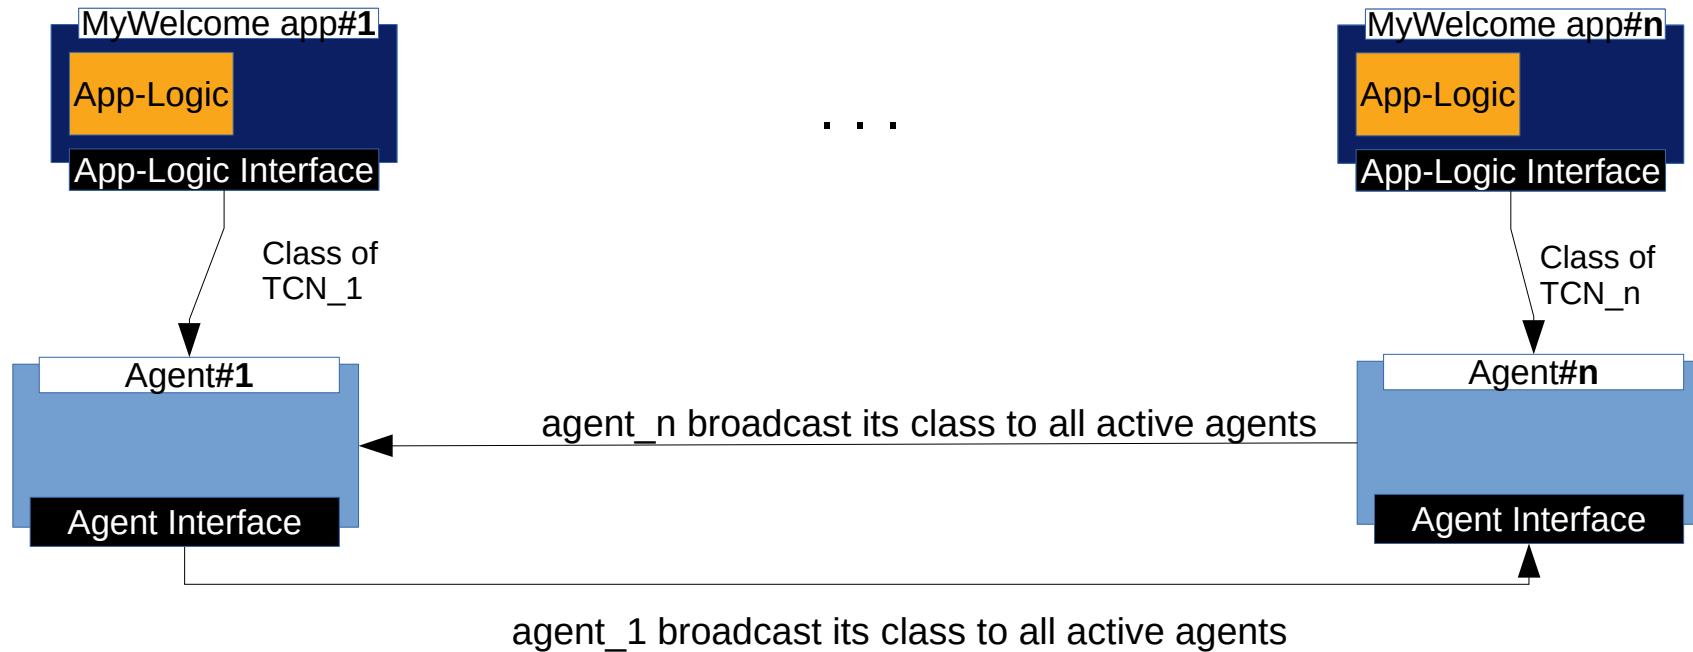 MyWelcome app#1
App-Logic
App-Logic Interface
Class of
TCN_1
Agent#1
Agent Interface
. . .
MyWelcome app#n
App-Logic
App-Logic Interface
Class of
TCN_n
Agent#n
Agent Interface
agent_n broadcast its class to all active agents
agent_1 broadcast its class to all active agents